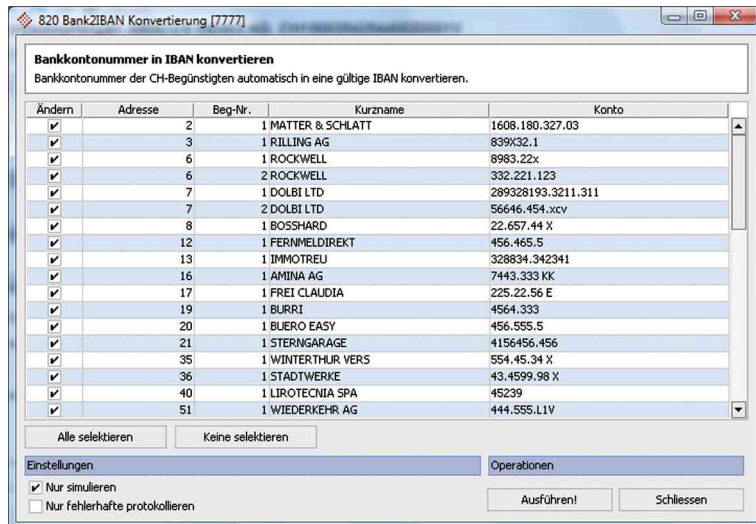 820 Bank2IBAN Konvertierung [7777]
Bankkontonummer in IBAN konvertieren
Bankkontonummer der CH-Begünstigten automatisch in eine gültige IBAN konvertieren.
Ändern Adresse Beg-Nr. Kurzname Konto
2 1 MATTER & SCHLATT 1608.180.327.03
3 1 RILLING AG 839X32.1
6 1 ROCKWELL 8983.22x
6 2 ROCKWELL 332.221.123
7 1 DOLBI LTD 289328193.3211.311
7 2 DOLBI LTD 56646.454.xcv
8 1 BOSSHARD 22.657.44 X
12 1 FERNMELDIREKT 456.465.5
13 1 IMMOTREU 328834.342341
16 1 AMINA AG 7443.333 KK
17 1 FREI CLAUDIA 225.22.56 E
19 1 BURRI 4564.333
20 1 BUERO EASY 456.555.5
21 1 STERNGARAGE 4156456.456
35 1 WINTERTHUR VERS 554.45.34 X
36 1 STADTWERKE 43.4599.98 X
40 1 LIROTECNIA SPA 45239
51 1 WIEDERKEHR AG 444.555.L1V
Alle selektieren Keine selektieren
Einstellungen Operationen
Nur simulieren
Nur fehlerhafte protokollieren
Ausführen! Schliessen